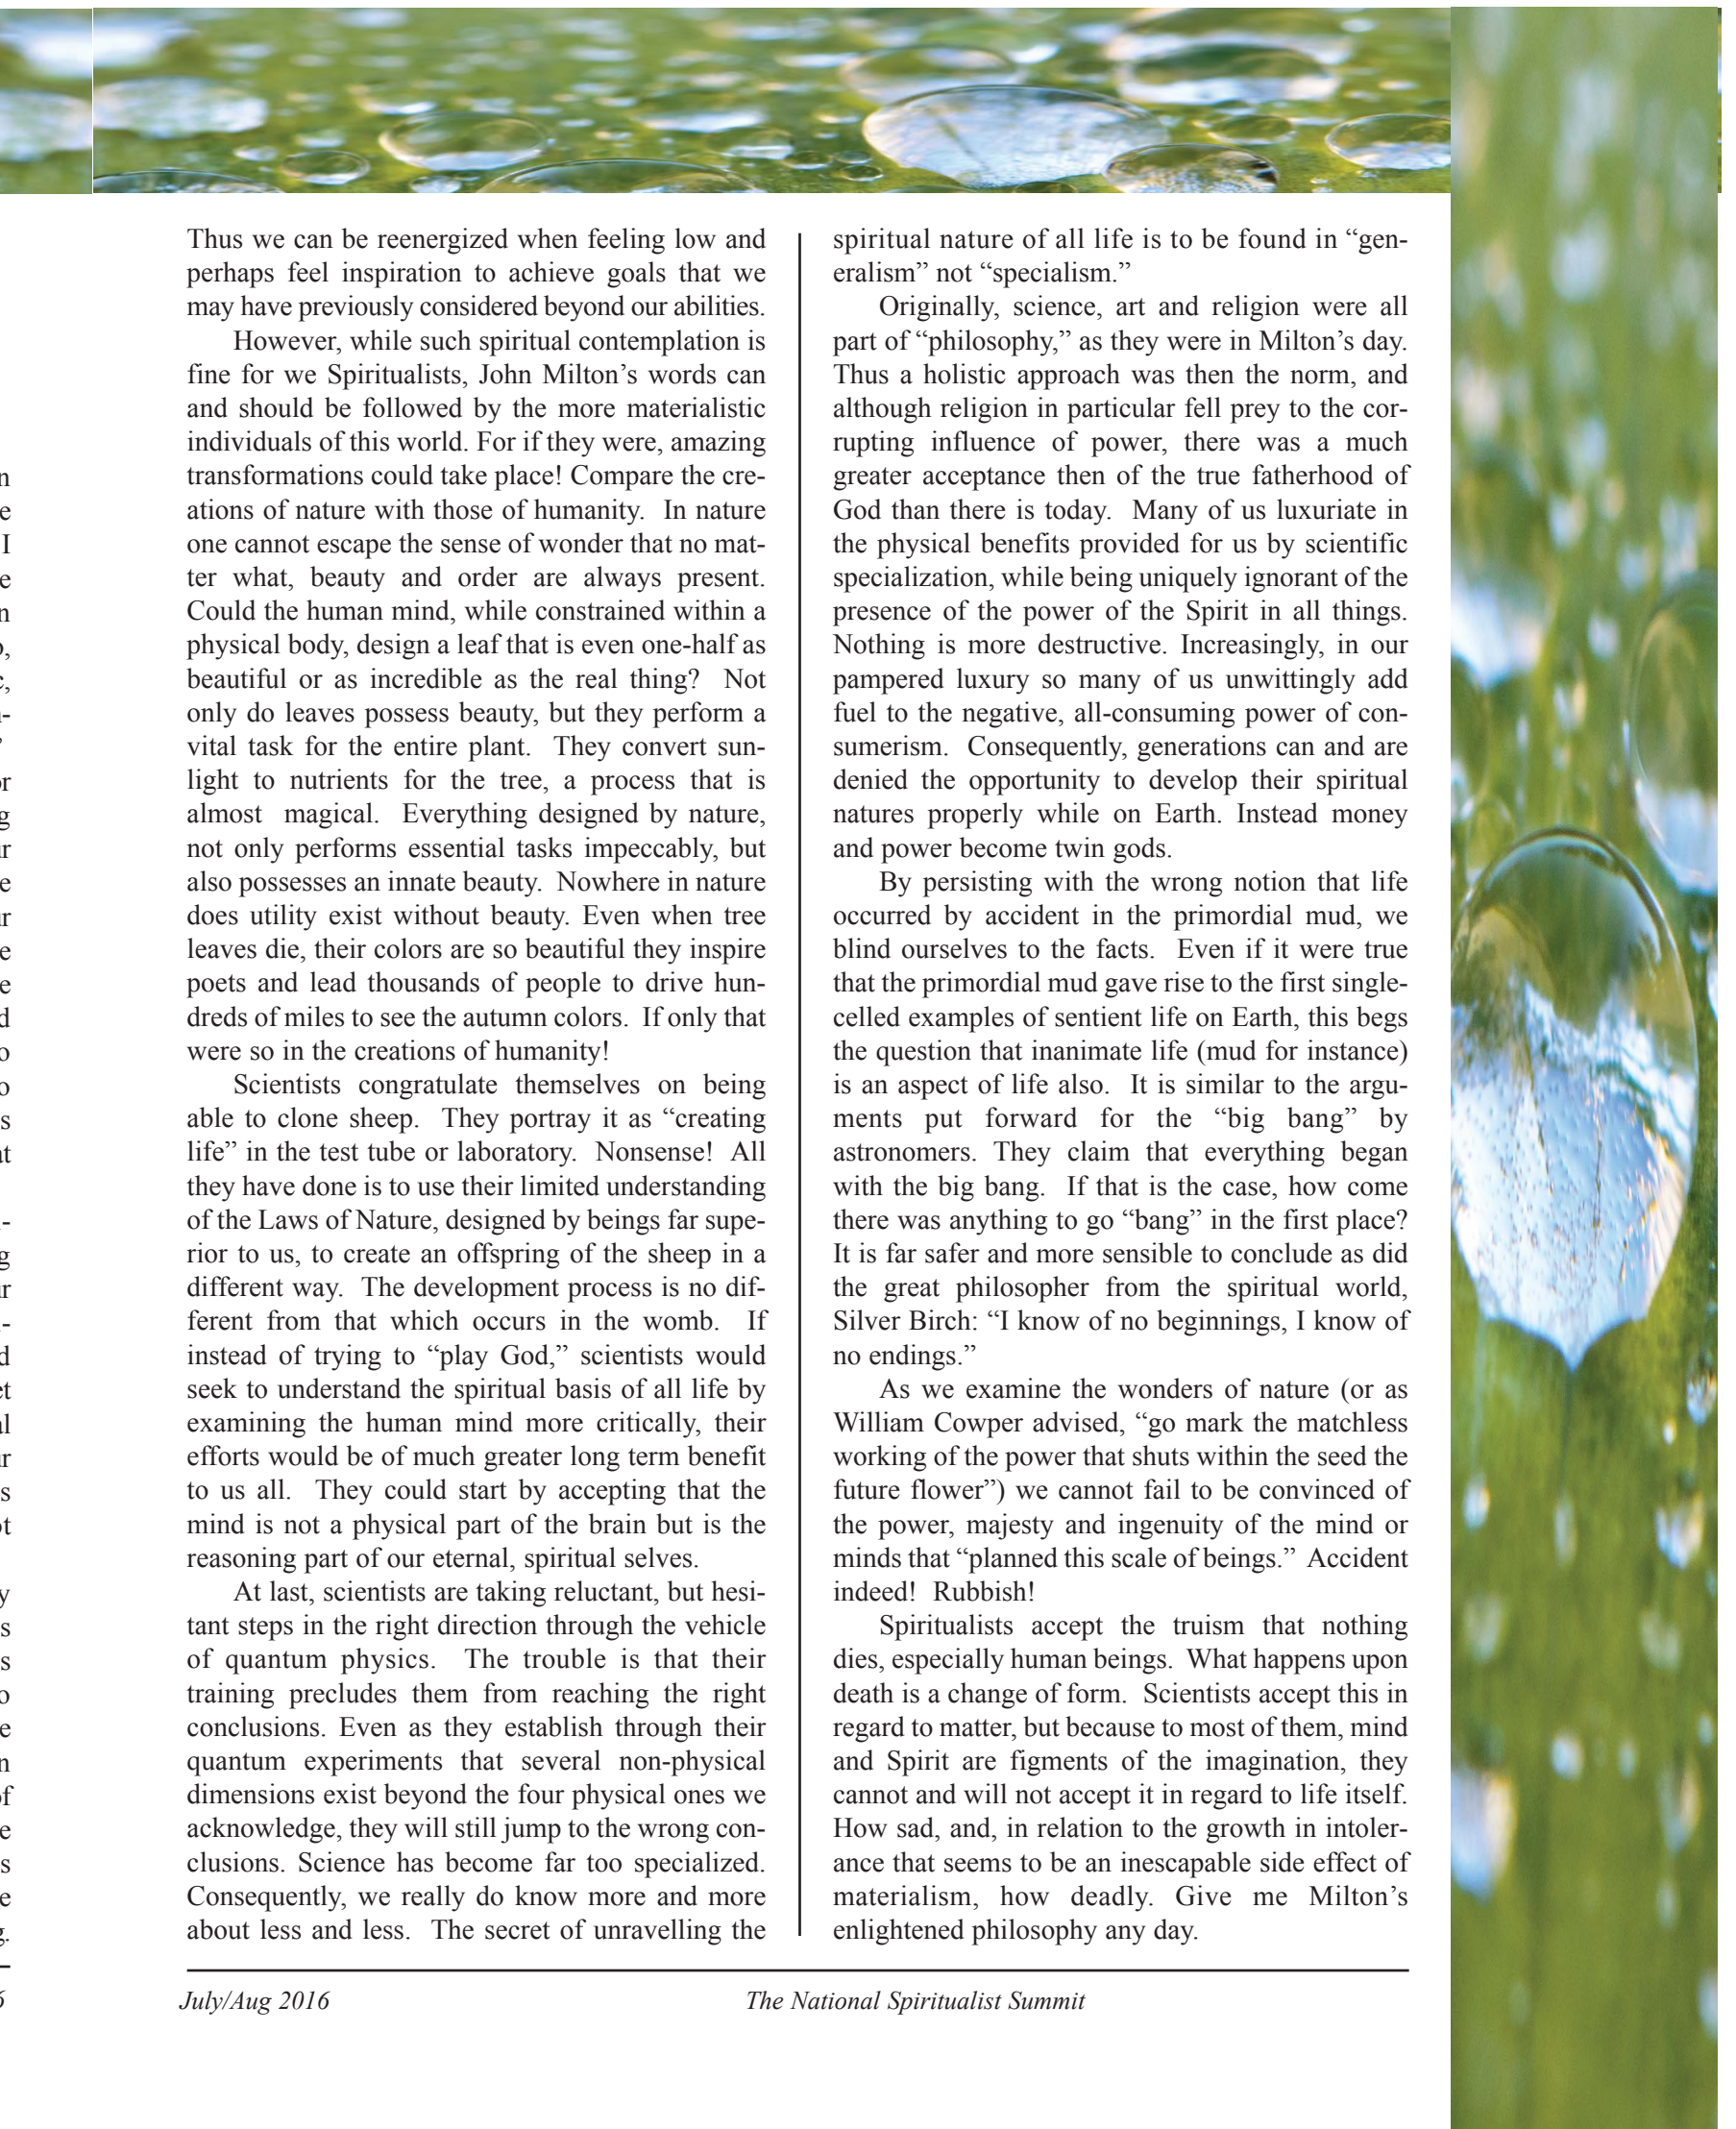 Thus we can be reenergized when feeling low and
perhaps feel inspiration to achieve goals that we
may have previously considered beyond our abilities.
However, while such spiritual contemplation is
fine for we Spiritualists, John Milton's words can
and should be followed by the more materialistic
individuals of this world. For if they were, amazing
transformations could take place! Compare the cre-
ations of nature with those of humanity. In nature
one cannot escape the sense of wonder that no mat-
ter what, beauty and order are always present.
Could the human mind, while constrained within a
physical body, design a leaf that is even one-half as
beautiful or as incredible as the real thing? Not
only do leaves possess beauty, but they perform a
vital task for the entire plant. They convert sun-
light to nutrients for the tree, a process that is
almost magical. Everything designed by nature,
not only performs essential tasks impeccably, but
also possesses an innate beauty. Nowhere in nature
does utility exist without beauty. Even when tree
leaves die, their colors are so beautiful they inspire
poets and lead thousands of people to drive hun-
dreds of miles to see the autumn colors. If only that
were so in the creations of humanity!
Scientists congratulate themselves on being
able to clone sheep. They portray it as “creating
life” in the test tube or laboratory. Nonsense! All
they have done is to use their limited understanding
of the Laws of Nature, designed by beings far supe-
rior to us, to create an offspring of the sheep in a
different way. The development process is no dif-
ferent from that which occurs in the womb. If
instead of trying to “play God,” scientists would
seek to understand the spiritual basis of all life by
examining the human mind more critically, their
efforts would be of much greater long term benefit
to us all. They could start by accepting that the
mind is not a physical part of the brain but is the
reasoning part of our eternal, spiritual selves.
At last, scientists are taking reluctant, but hesi-
tant steps in the right direction through the vehicle
of quantum physics. The trouble is that their
training precludes them from reaching the right
conclusions. Even as they establish through their
quantum experiments that several non-physical
dimensions exist beyond the four physical ones we
acknowledge, they will still jump to the wrong con-
clusions. Science has become far too specialized.
Consequently, we really do know more and more
about less and less. The secret of unravelling the
spiritual nature of all life is to be found in “gen-
eralism” not “specialism.”
Originally, science, art and religion were all
part of “philosophy,” as they were in Milton's day.
Thus a holistic approach was then the norm, and
although religion in particular fell prey to the cor-
rupting influence of power, there was a much
greater acceptance then of the true fatherhood of
God than there is today. Many of us luxuriate in
the physical benefits provided for us by scientific
specialization, while being uniquely ignorant of the
presence of the power of the Spirit in all things.
Nothing is more destructive. Increasingly, in our
pampered luxury so many of us unwittingly add
fuel to the negative, all-consuming power of con-
sumerism. Consequently, generations can and are
denied the opportunity to develop their spiritual
natures properly while on Earth. Instead money
and power become twin gods.
By persisting with the wrong notion that life
occurred by accident in the primordial mud, we
blind ourselves to the facts. Even if it were true
that the primordial mud gave rise to the first single-
celled examples of sentient life on Earth, this begs
the question that inanimate life (mud for instance)
is an aspect of life also. It is similar to the argu-
ments put forward for the “big bang” by
astronomers. They claim that everything began
with the big bang. If that is the case, how come
there was anything to go “bang” in the first place?
It is far safer and more sensible to conclude as did
the great philosopher from the spiritual world,
Silver Birch: “I know of no beginnings, I know of
no endings.”
As we examine the wonders of nature (or as
William Cowper advised, “go mark the matchless
working of the power that shuts within the seed the
future flower”) we cannot fail to be convinced of
the power, majesty and ingenuity of the mind or
minds that “planned this scale of beings.” Accident
indeed! Rubbish!
Spiritualists accept the truism that nothing
dies, especially human beings. What happens upon
death is a change of form. Scientists accept this in
regard to matter, but because to most of them, mind
and Spirit are figments of the imagination, they
cannot and will not accept it in regard to life itself.
How sad, and, in relation to the growth in intoler-
ance that seems to be an inescapable side effect of
materialism, how deadly. Give me Milton's
enlightened philosophy any day.
July/Aug 2016
The National Spiritualist Summit